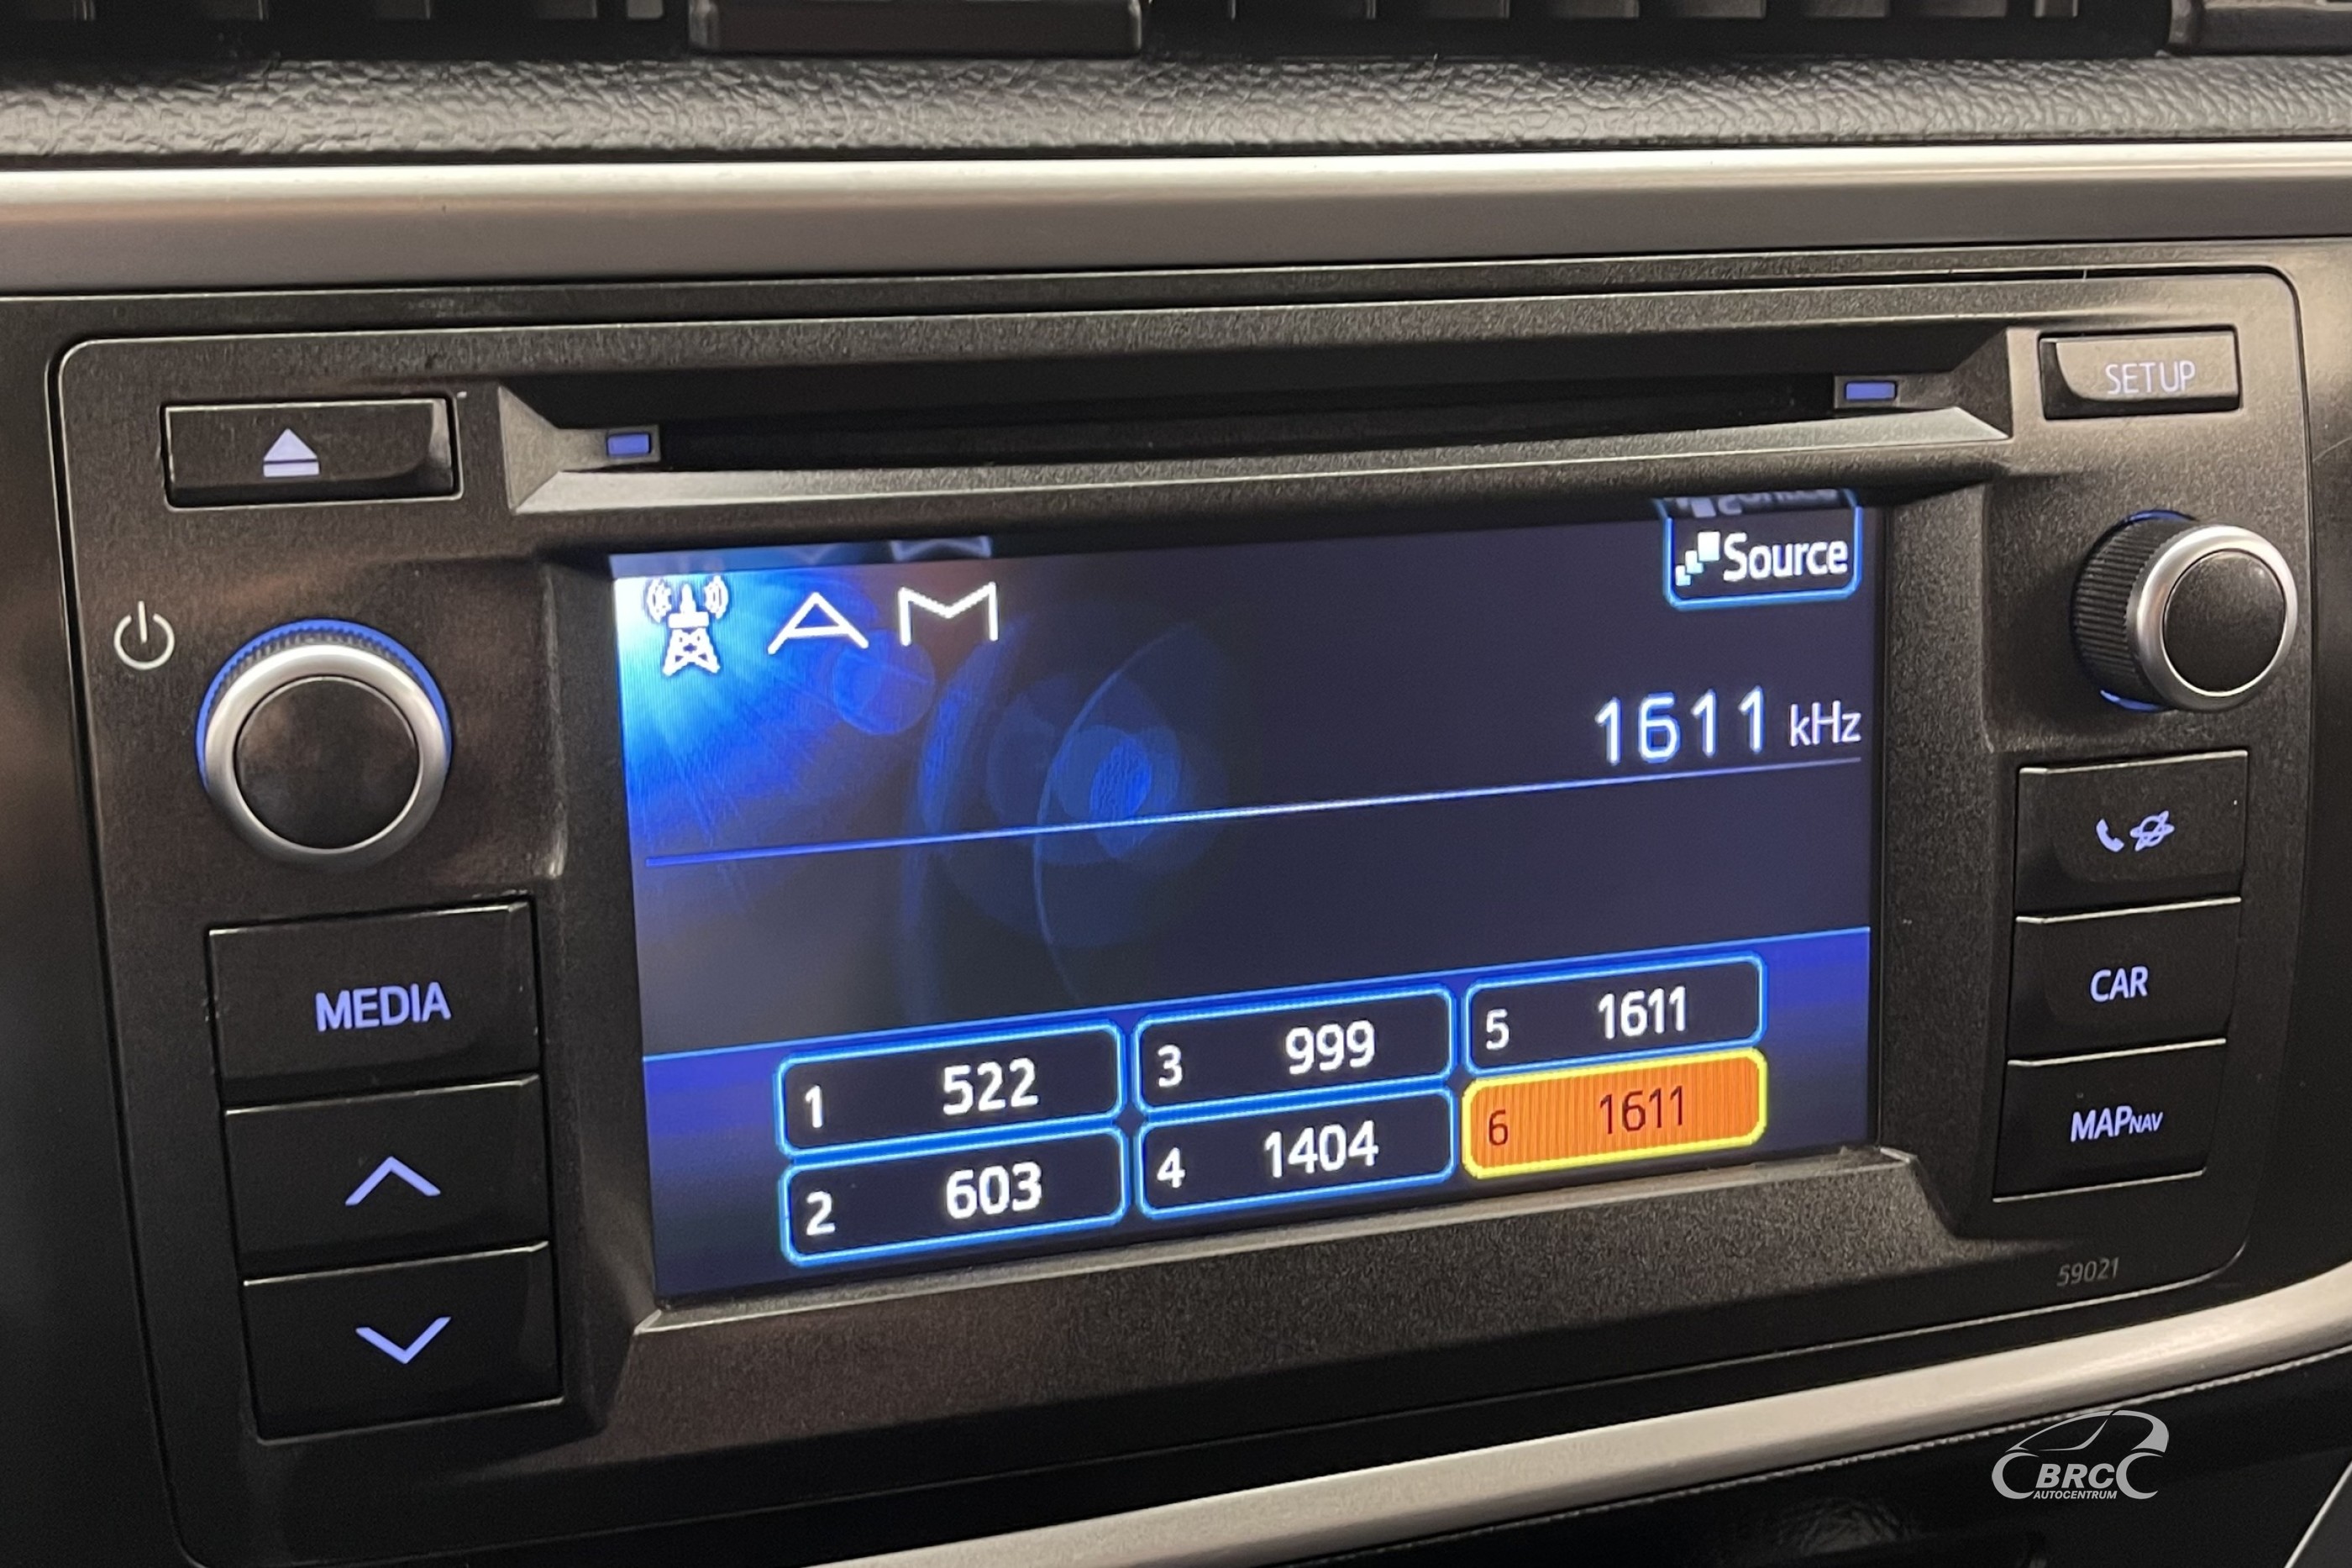 SETUP
Source
AM
1611 kHz
MEDIA
CAR
MAPNAV
1 522
3 999
5 1611
2 603
4 1404
6 1611
59021
BRC
AUTOCENTRUM